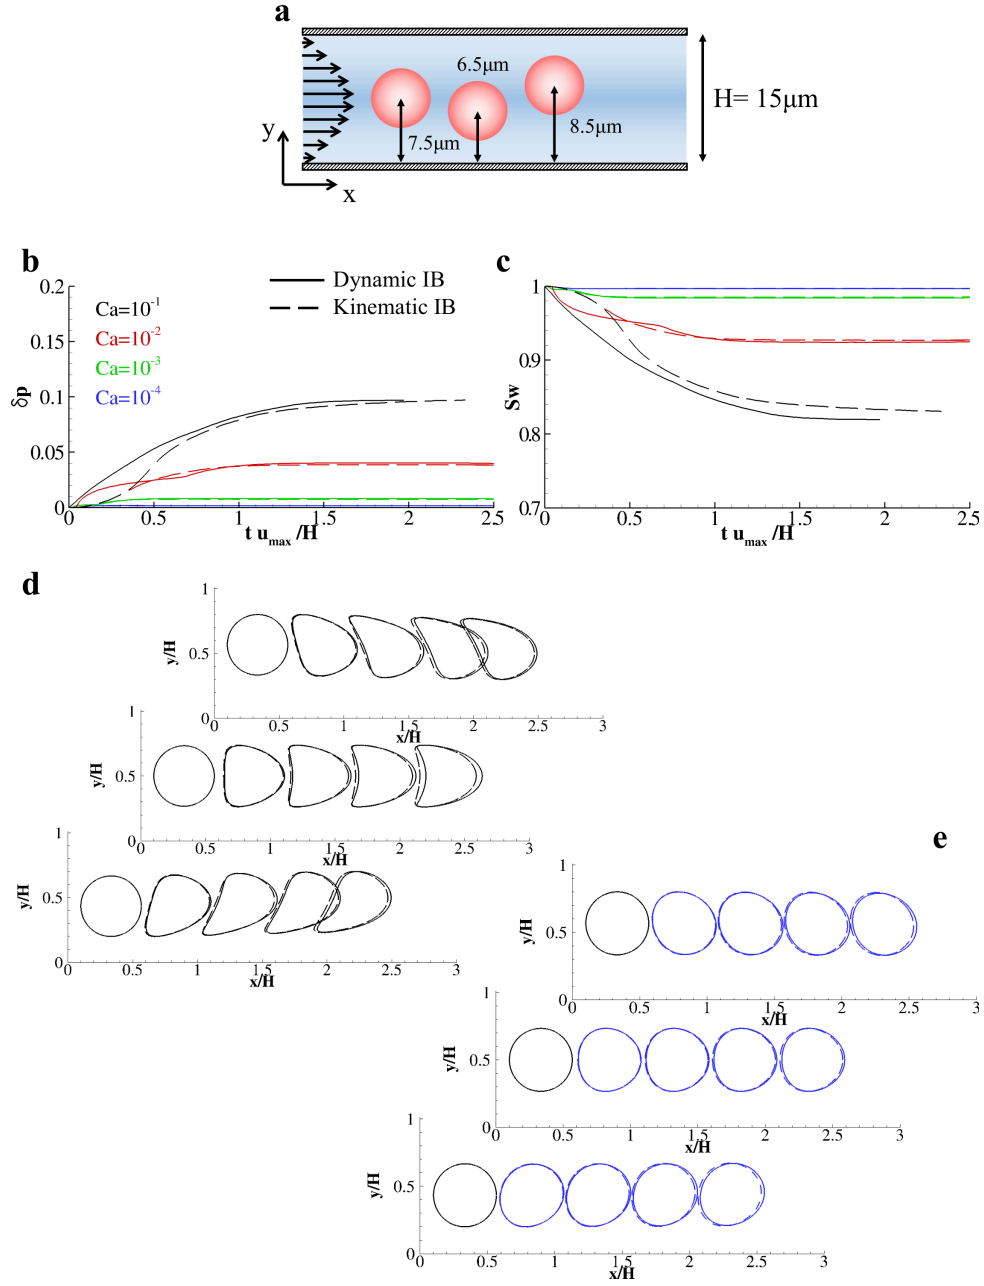 a
6.5μm
7.5μm
8.5μm
H= 15μm
y
x
b
Dynamic IB
Kinematic IB
Ca=10-1
Ca=10-2
Ca=10-3
Ca=10-4
δp
0.2
0.15
0.1
0.05
0
0 0.5 1 1.5 2 2.5
t umax /H
c
Sw
1
0.9
0.8
0.7
0 0.5 1 1.5 2 2.5
t umax /H
d
y/H
1
0.5
0
0 0.5 1 1.5 2 2.5 3
x/H
y/H
1
0.5
0
0 0.5 1 1.5 2 2.5 3
x/H
y/H
1
0.5
0
0 0.5 1 1.5 2 2.5 3
x/H
e
y/H
1
0.5
0
0 0.5 1 1.5 2 2.5 3
x/H
y/H
1
0.5
0
0 0.5 1 1.5 2 2.5 3
x/H
y/H
1
0.5
0
0 0.5 1 1.5 2 2.5 3
x/H